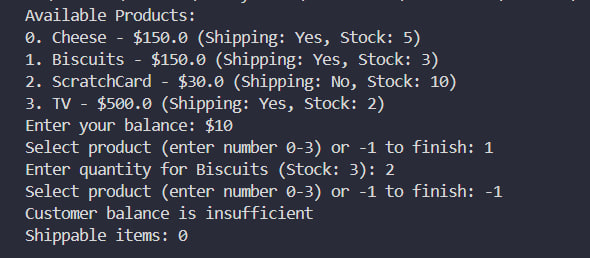 Available Products:
0. Cheese - $150.0 (Shipping: Yes, Stock: 5)
1. Biscuits - $150.0 (Shipping: Yes, Stock: 3)
2. ScratchCard - $30.0 (Shipping: No, Stock: 10)
3. TV - $500.0 (Shipping: Yes, Stock: 2)
Enter your balance: $10
Select product (enter number 0-3) or -1 to finish: 1
Enter quantity for Biscuits (Stock: 3): 2
Select product (enter number 0-3) or -1 to finish: -1
Customer balance is insufficient
Shippable items: 0